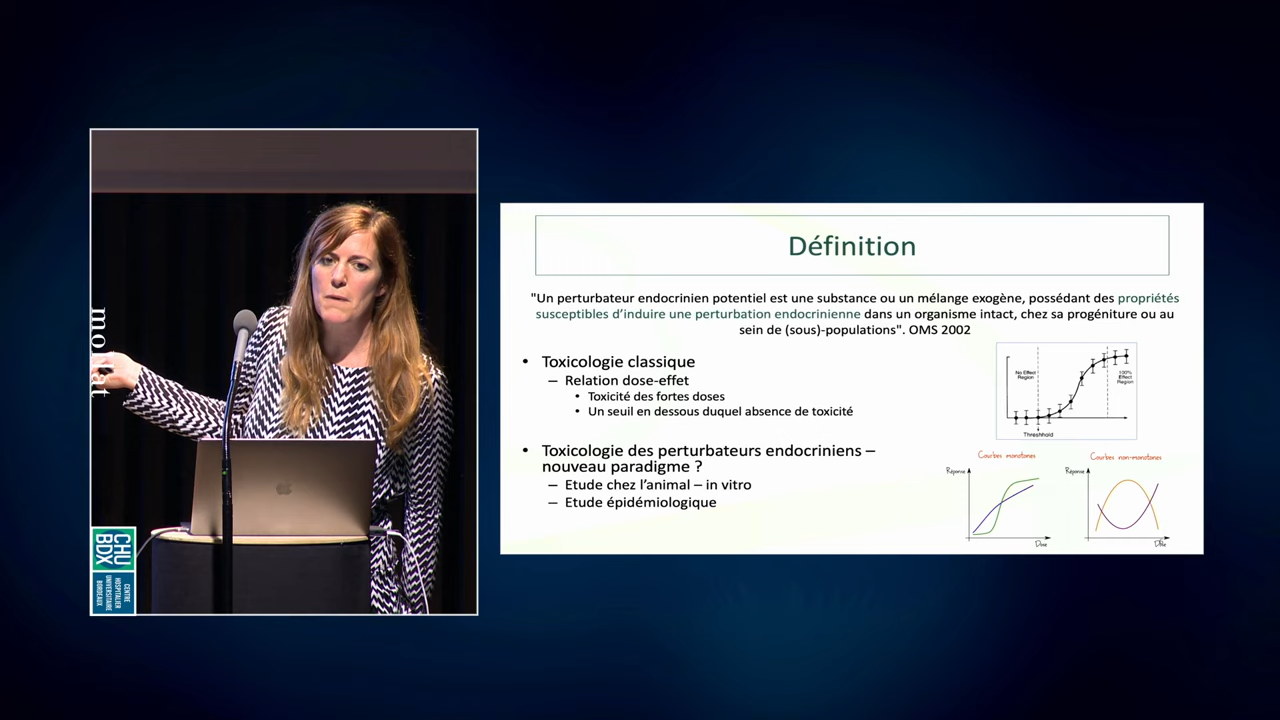 mollat
CHU
BDX
CENTRE
HOSPITALIER
UNIVERSITAIRE
BORDEAUX
Définition
"Un perturbateur endocrinien potentiel est une substance ou un mélange exogène, possédant des propriétés
susceptibles d'induire une perturbation endocrinienne dans un organisme intact, chez sa progéniture ou au
sein de (sous)-populations". OMS 2002
• Toxicologie classique
– Relation dose-effet
• Toxicité des fortes doses
• Un seuil en dessous duquel absence de toxicité
• Toxicologie des perturbateurs endocriniens –
nouveau paradigme ?
– Etude chez l'animal – in vitro
– Etude épidémiologique
No Effect
Region
100%
Effect
Region
Threshhold
Courbes monotones
Réponse
Dose
Courbes non-monotones
Réponse
Dose